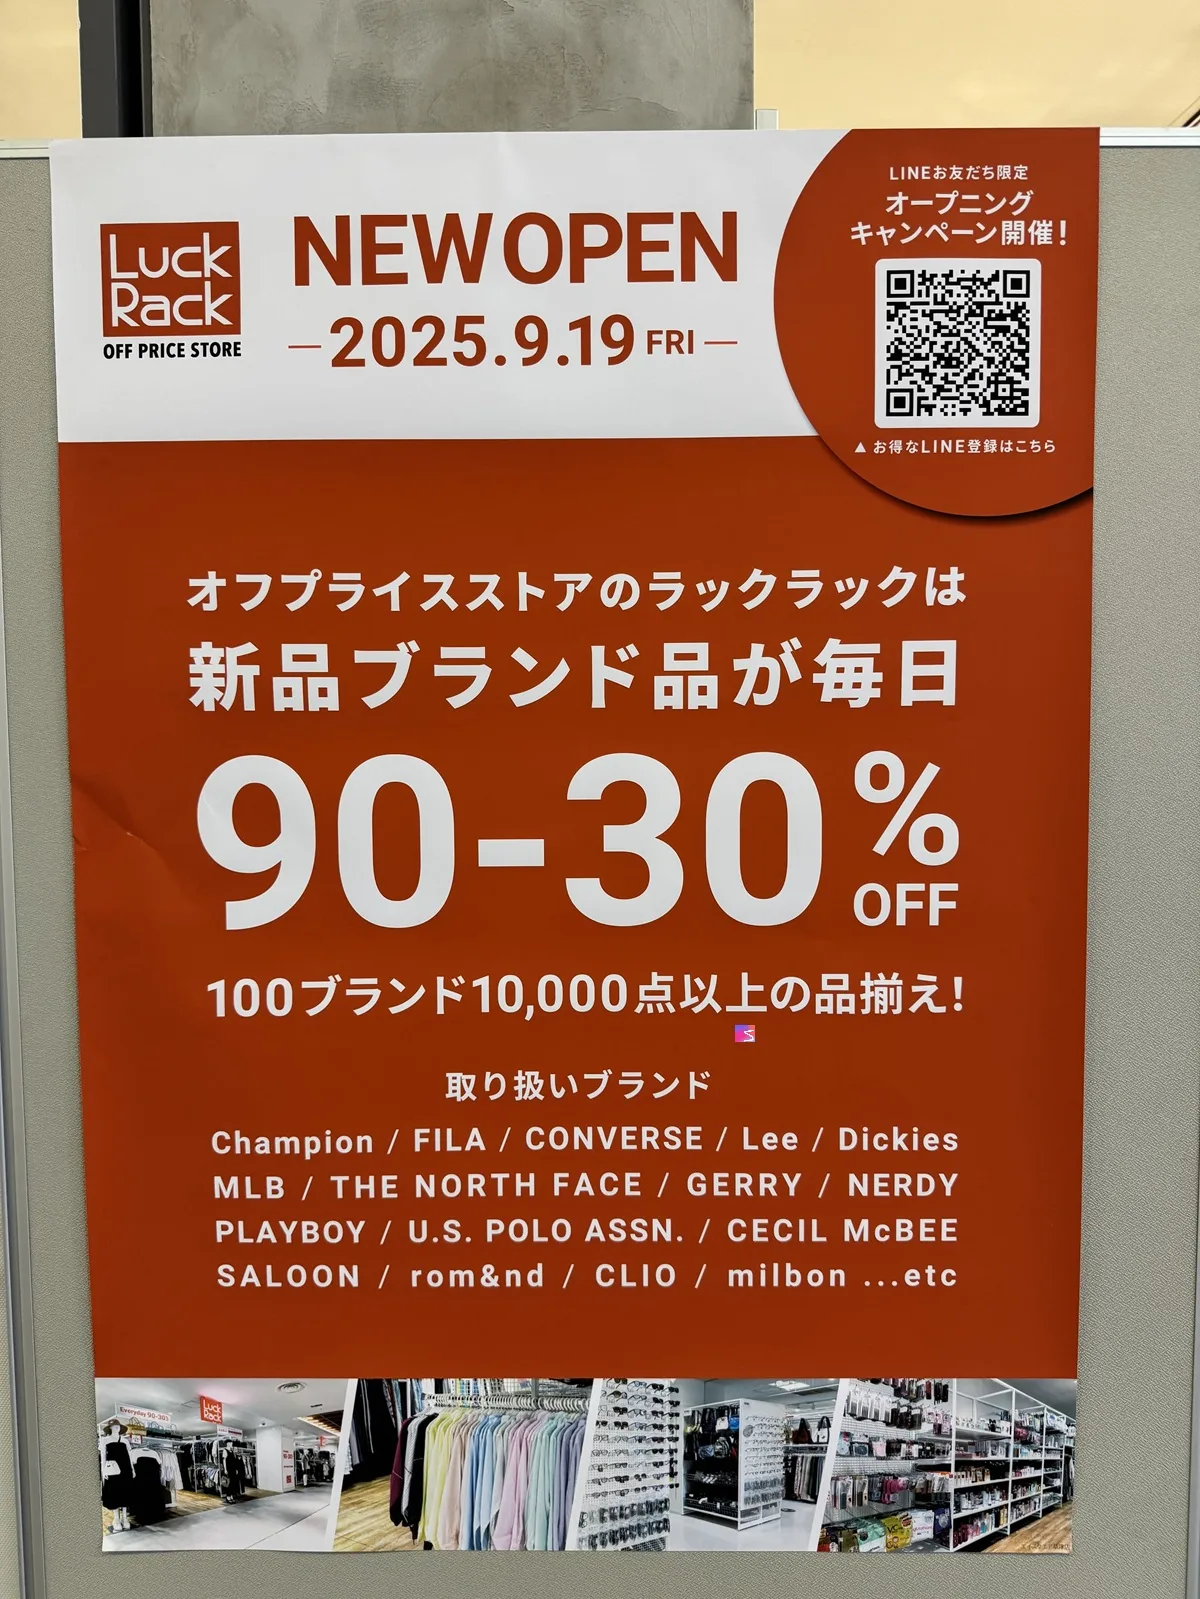 Luck
Rack
OFF PRICE STORE
NEW OPEN
2025.9.19 FRI
LINEお友だち限定
オープニング
キャンペーン開催！
▲ お得なLINE登録はこちら
オフプライスストアのラックラックは
新品ブランド品が毎日
90-30%
OFF
100ブランド10,000点以上の品揃え!
取り扱いブランド
Champion / FILA / CONVERSE / Lee / Dickies
MLB / THE NORTH FACE / GERRY / NERDY
PLAYBOY / U.S. POLO ASSN. / CECIL McBEE
SALOON / rom&nd / CLIO / milbon ...etc
Everyday 90-30%
Luck
Rack